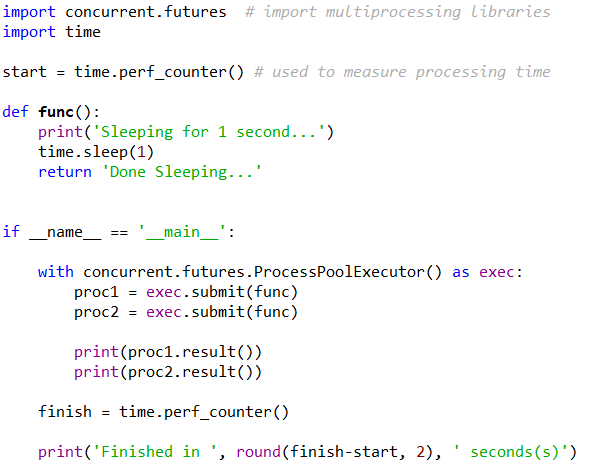 import concurrent.futures  # import multiprocessing libraries
import time

start = time.perf_counter() # used to measure processing time

def func():
    print('Sleeping for 1 second...')
    time.sleep(1)
    return 'Done Sleeping...'


if __name__ == '__main__':

    with concurrent.futures.ProcessPoolExecutor() as exec:
        proc1 = exec.submit(func)
        proc2 = exec.submit(func)

        print(proc1.result())
        print(proc2.result())

    finish = time.perf_counter()

    print('Finished in ', round(finish-start, 2), ' seconds(s)')